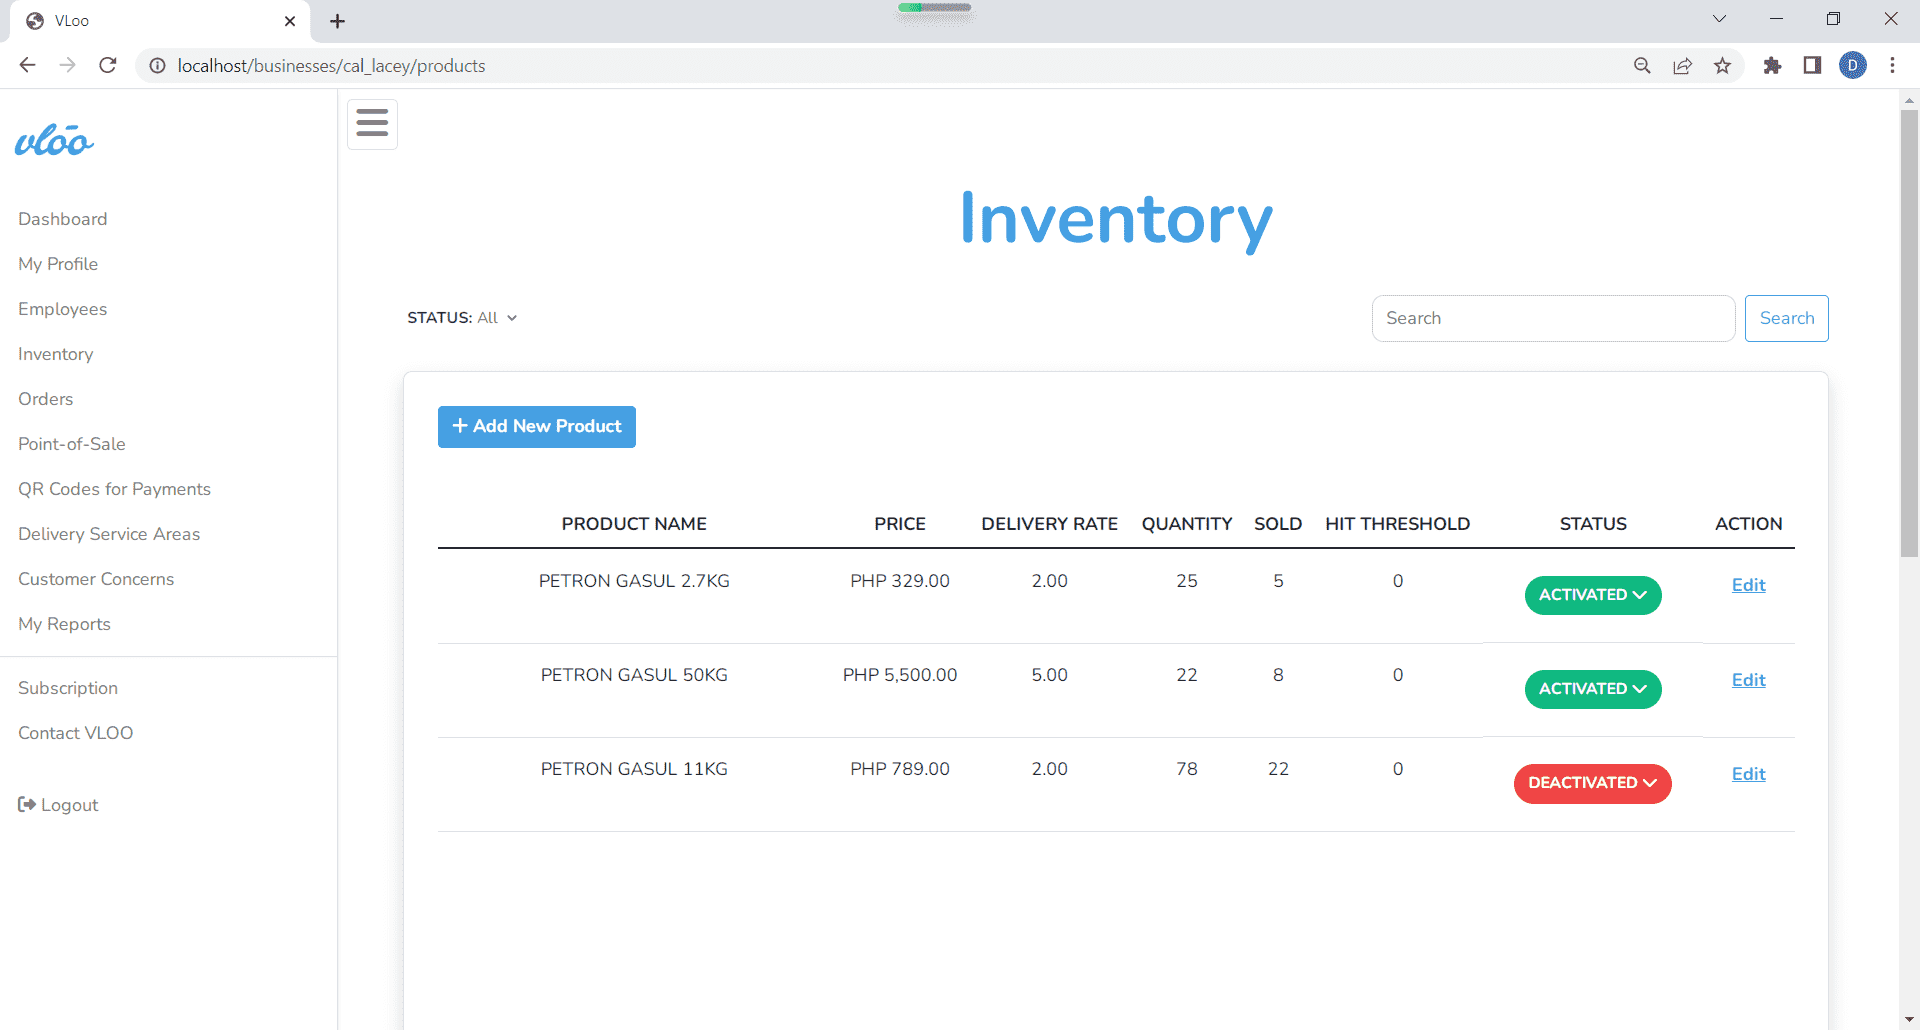 VLoo
localhost/businesses/cal_lacey/products
D
vlōo
Dashboard
My Profile
Employees
Inventory
Orders
Point-of-Sale
QR Codes for Payments
Delivery Service Areas
Customer Concerns
My Reports
Subscription
Contact VLOO
Logout
Inventory
STATUS: All
Search Search
+ Add New Product
PRODUCT NAME PRICE DELIVERY RATE QUANTITY SOLD HIT THRESHOLD STATUS ACTION
PETRON GASUL 2.7KG PHP 329.00 2.00 25 5 0 ACTIVATED Edit
PETRON GASUL 50KG PHP 5,500.00 5.00 22 8 0 ACTIVATED Edit
PETRON GASUL 11KG PHP 789.00 2.00 78 22 0 DEACTIVATED Edit